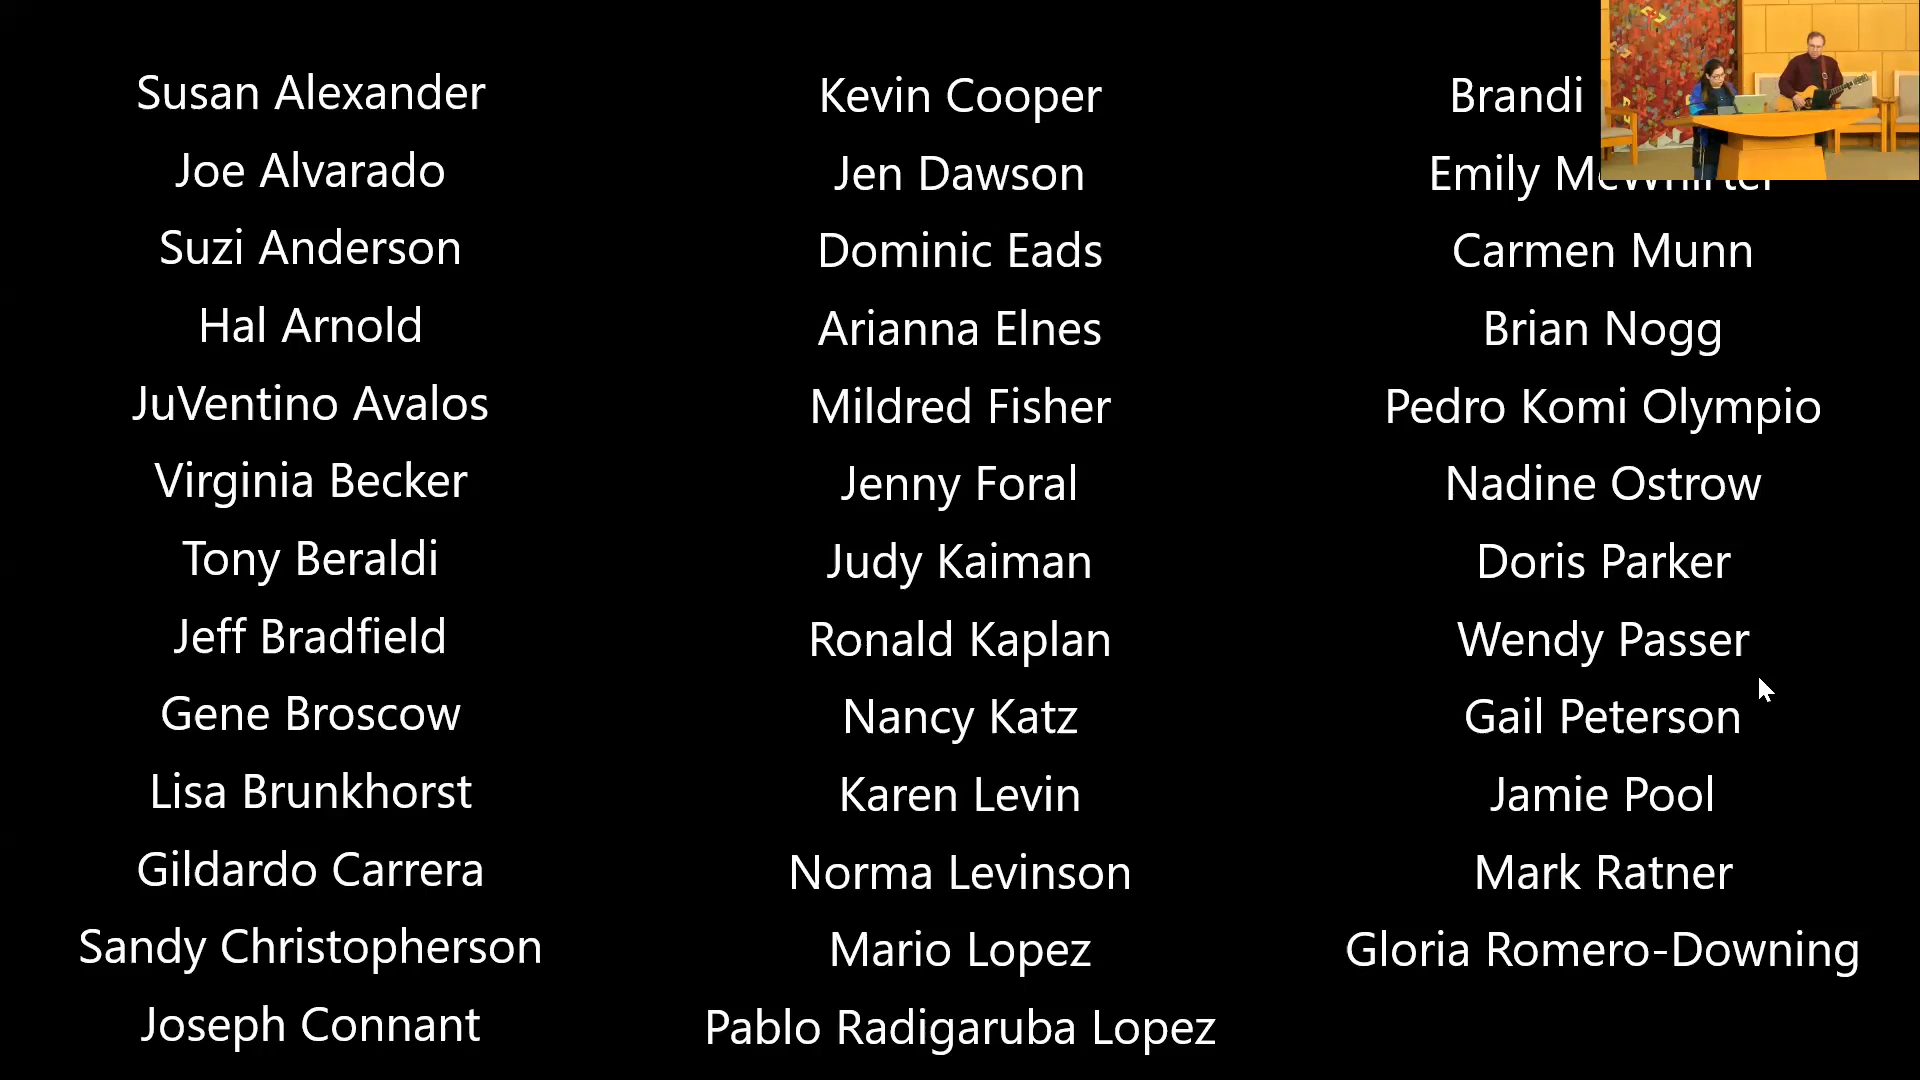 Susan Alexander
Joe Alvarado
Suzi Anderson
Hal Arnold
JuVentino Avalos
Virginia Becker
Tony Beraldi
Jeff Bradfield
Gene Broscow
Lisa Brunkhorst
Gildardo Carrera
Sandy Christopherson
Joseph Connant
Kevin Cooper
Jen Dawson
Dominic Eads
Arianna Elnes
Mildred Fisher
Jenny Foral
Judy Kaiman
Ronald Kaplan
Nancy Katz
Karen Levin
Norma Levinson
Mario Lopez
Pablo Radigaruba Lopez
Brandi
Emily McWhirter
Carmen Munn
Brian Nogg
Pedro Komi Olympio
Nadine Ostrow
Doris Parker
Wendy Passer
Gail Peterson
Jamie Pool
Mark Ratner
Gloria Romero-Downing